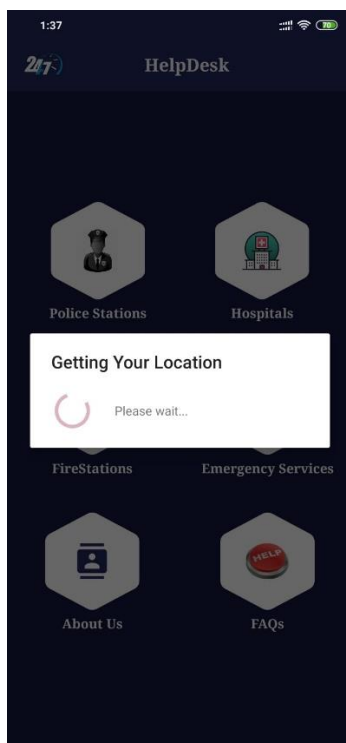 1:37
70
24/7
HelpDesk
Police Stations
Hospitals
Getting Your Location
Please wait...
FireStations
Emergency Services
HELP
About Us
FAQs